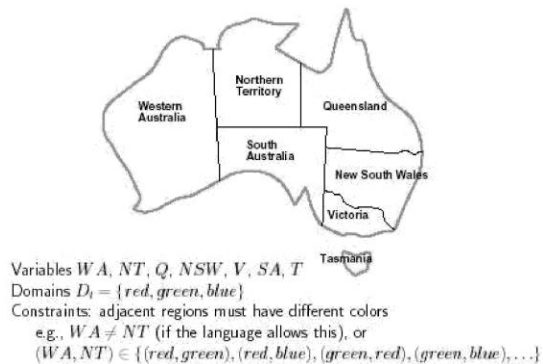 Northern
Territory
Western
Australia
Queensland
South
Australia
New South Wales
Victoria
Tasmania
Variables WA, NT, Q, NSW, V, SA, T
Domains Dᵢ = {red, green, blue}
Constraints: adjacent regions must have different colors
e.g., WA ≠ NT (if the language allows this), or
(WA, NT) ∈ {(red, green), (red, blue), (green, red), (green, blue), ...}